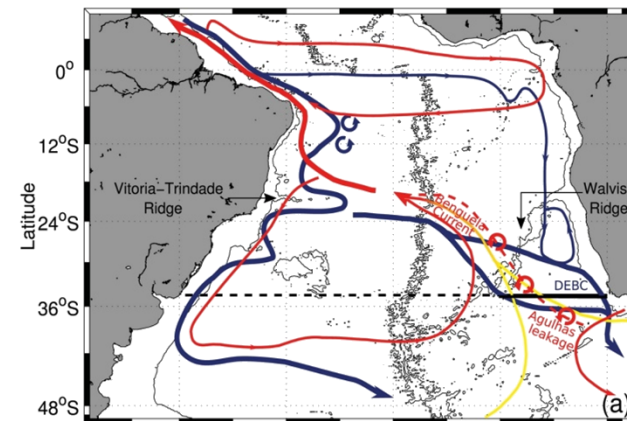 Latitude
0°
12°S
24°S
36°S
48°S
Vitoria-Trindade
Ridge
Benguela
Current
Walvis
Ridge
DEBC
Agulhas
leakage
(a)